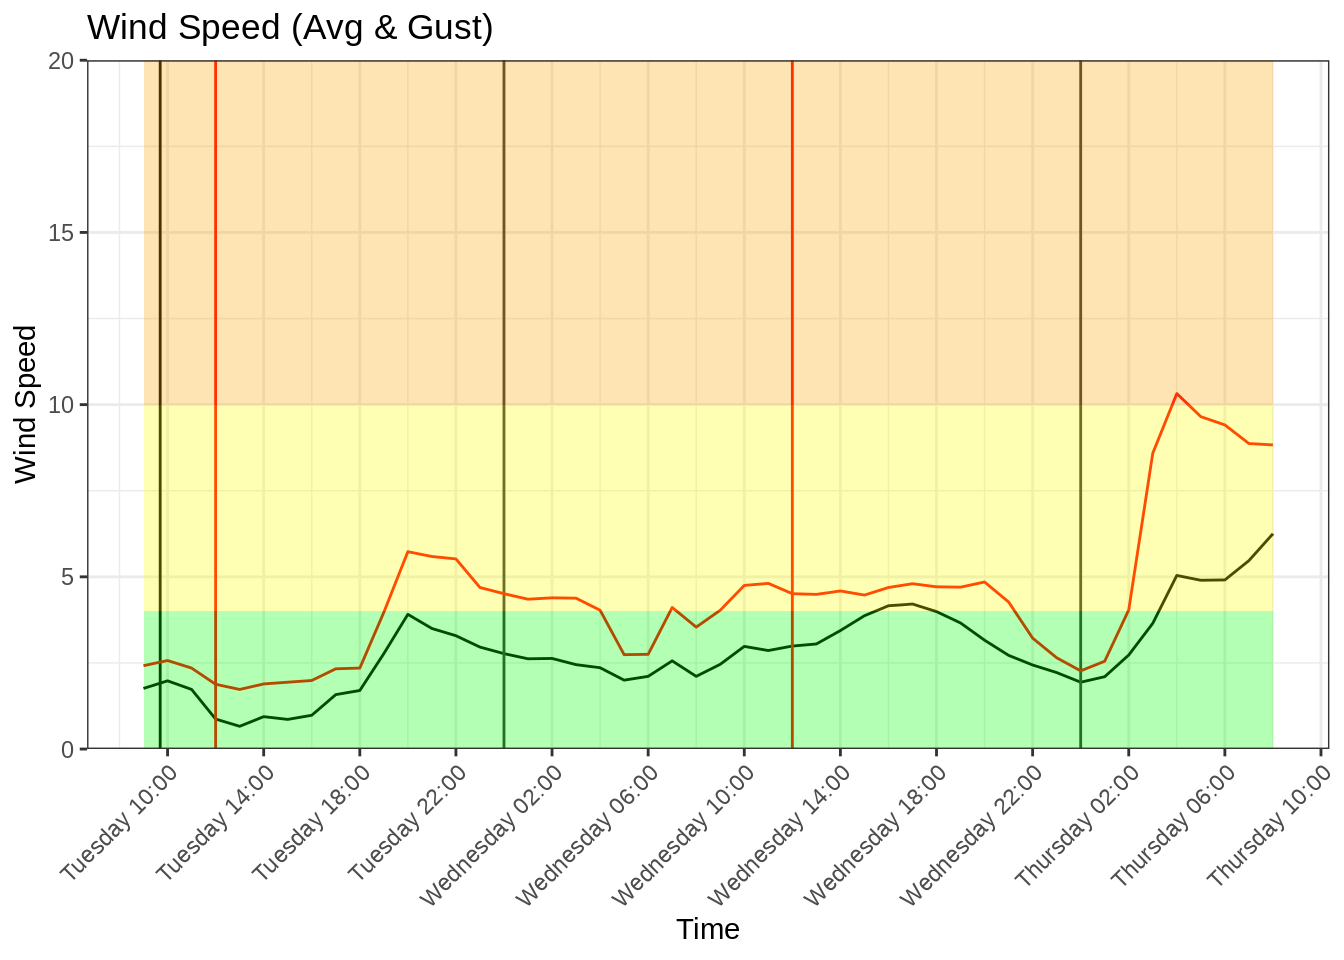 Wind Speed (Avg & Gust)
20
15
10
5
0
Wind Speed
Tuesday 10:00
Tuesday 14:00
Tuesday 18:00
Tuesday 22:00
Wednesday 02:00
Wednesday 06:00
Wednesday 10:00
Wednesday 14:00
Wednesday 18:00
Wednesday 22:00
Thursday 02:00
Thursday 06:00
Thursday 10:00
Time